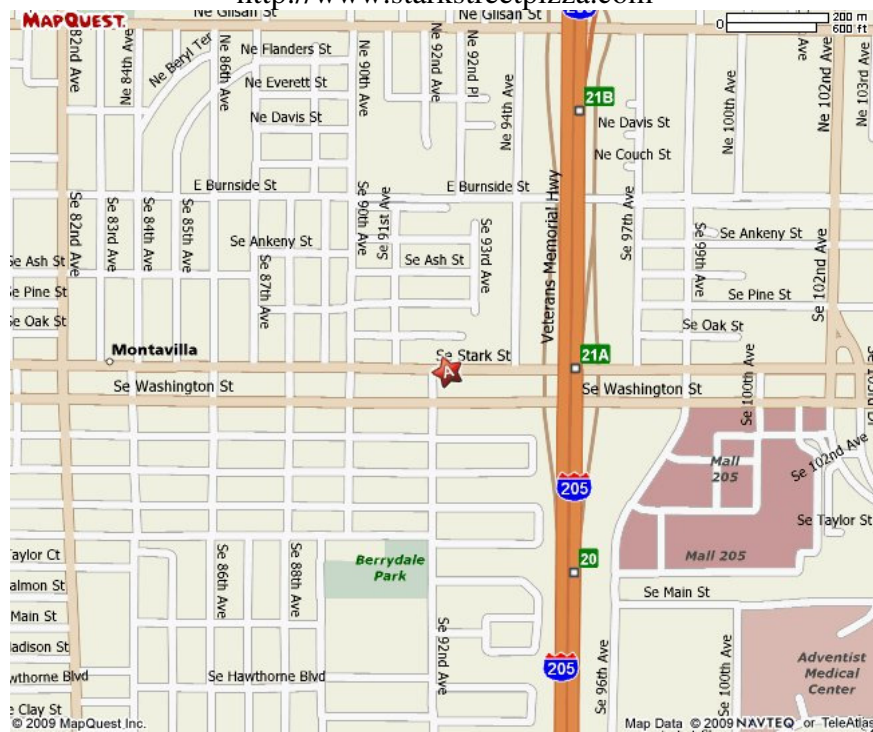 http://www.starkstreetpizza.com
MAPQUEST
Ne Glisan St
Ne Glisan St
0
200 m
600 ft
82nd Ave
Ne 84th Ave
Ne Beryl Ter
Ne 86th Ave
Ne Flanders St
Ne Everett St
Ne Davis St
Ne 90th Ave
Ne 92nd Ave
Ne 92nd Pl
Ne 94th Ave
21B
Ne Davis St
Ne Couch St
Ne 100th Ave
Ne 102nd Ave
Ne 103rd Ave
E Burnside St
E Burnside St
Se 82nd Ave
Se 83rd Ave
Se 84th Ave
Se 85th Ave
Se Ankeny St
Se 87th Ave
Se 90th Ave
Se 91st Ave
Se Ash St
Se 93rd Ave
Veterans Memorial Hwy
Se 97th Ave
Se 99th Ave
Se Ankeny St
Se 102nd Ave
Se Ash St
Se Pine St
Se Oak St
Se Pine St
Se Oak St
Montavilla
Se Stark St
A
21A
Se Washington St
Se Washington St
Se 100th Ave
Mall
205
Se 102nd Ave
205
Se Taylor St
Mall 205
Taylor Ct
Salmon St
Main St
Madison St
wthorne Blvd
e Clay St
Se 86th Ave
Se 88th Ave
Berrydale
Park
Se 92nd Ave
Se Hawthorne Blvd
20
Se Main St
205
Se 96th Ave
Se 100th Ave
Adventist
Medical
Center
© 2009 MapQuest Inc.
Map Data © 2009 NAVTEQ or TeleAtlas